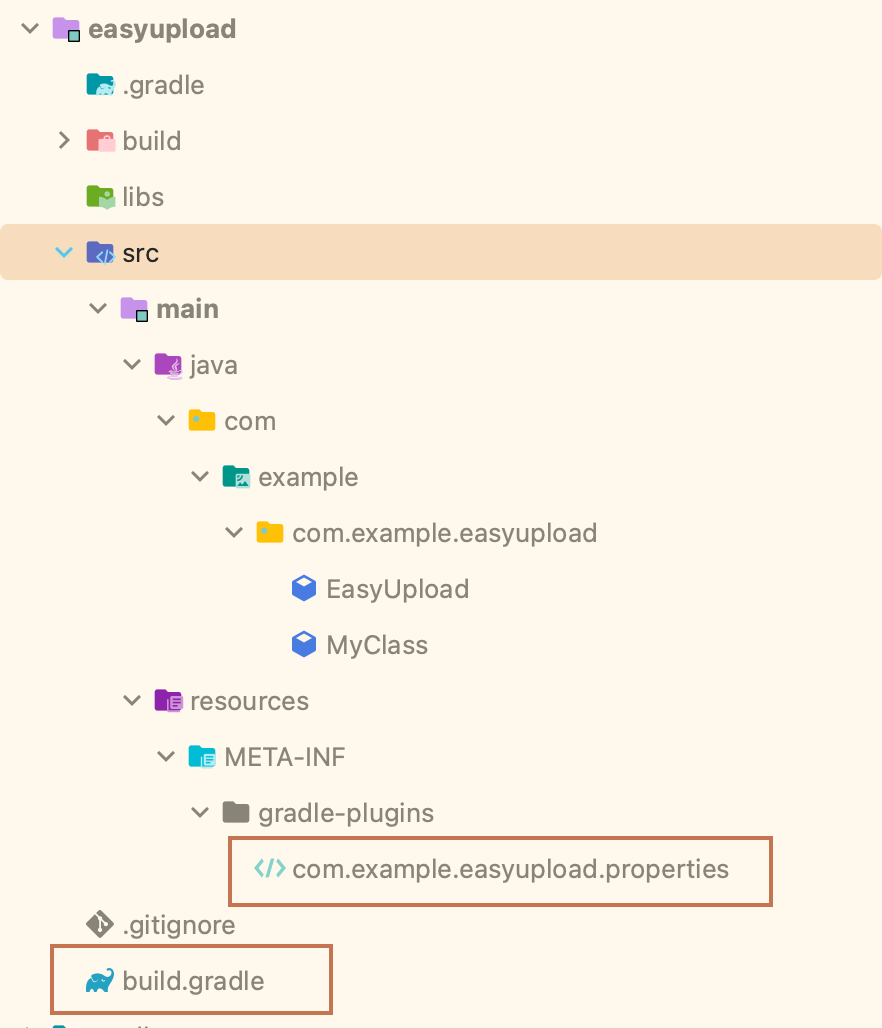 easyupload
.gradle
build
libs
src
main
java
com
example
com.example.easyupload
EasyUpload
MyClass
resources
META-INF
gradle-plugins
com.example.easyupload.properties
.gitignore
build.gradle